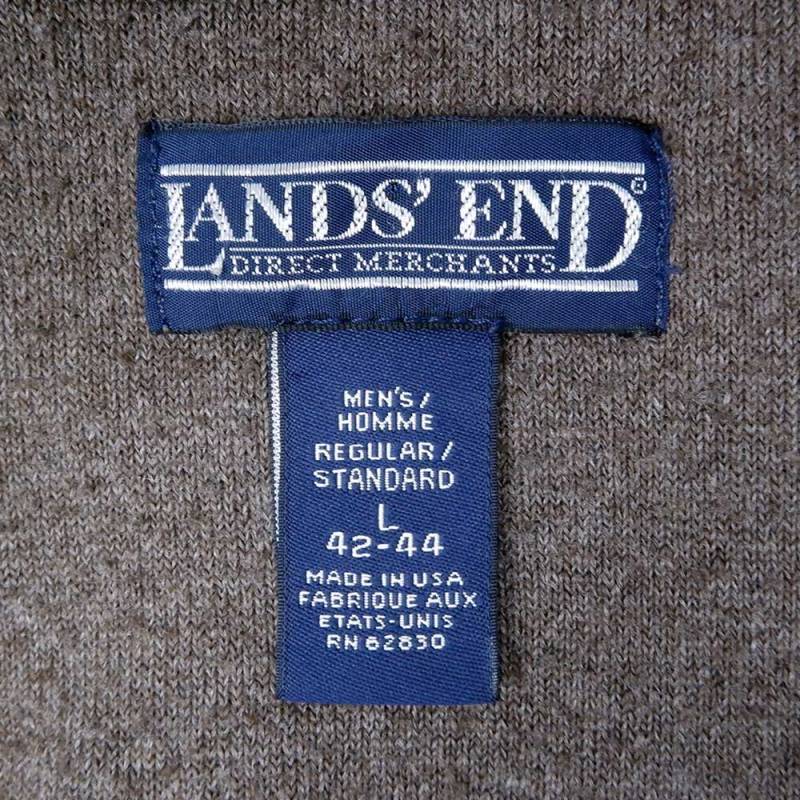 LANDS' END®
DIRECT MERCHANTS
MEN'S/
HOMME
REGULAR/
STANDARD
L
42-44
MADE IN USA
FABRIQUE AUX
ETATS-UNIS
RN 62830